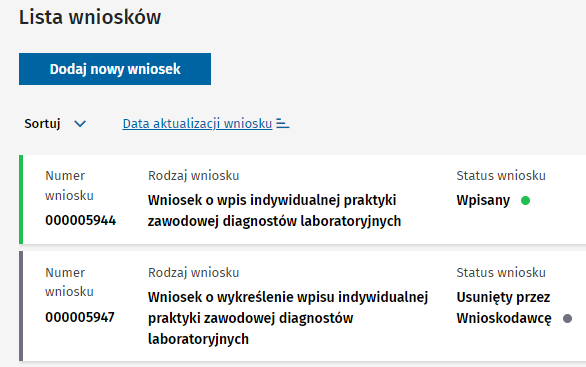 Lista wniosków
Dodaj nowy wniosek
Sortuj
Data aktualizacji wniosku
Numer
wniosku
000005944
Rodzaj wniosku
Wniosek o wpis indywidualnej praktyki
zawodowej diagnostów laboratoryjnych
Status wniosku
Wpisany
Numer
wniosku
000005947
Rodzaj wniosku
Wniosek o wykreślenie wpisu indywidualnej
praktyki zawodowej diagnostów
laboratoryjnych
Status wniosku
Usunięty przez
Wnioskodawcę